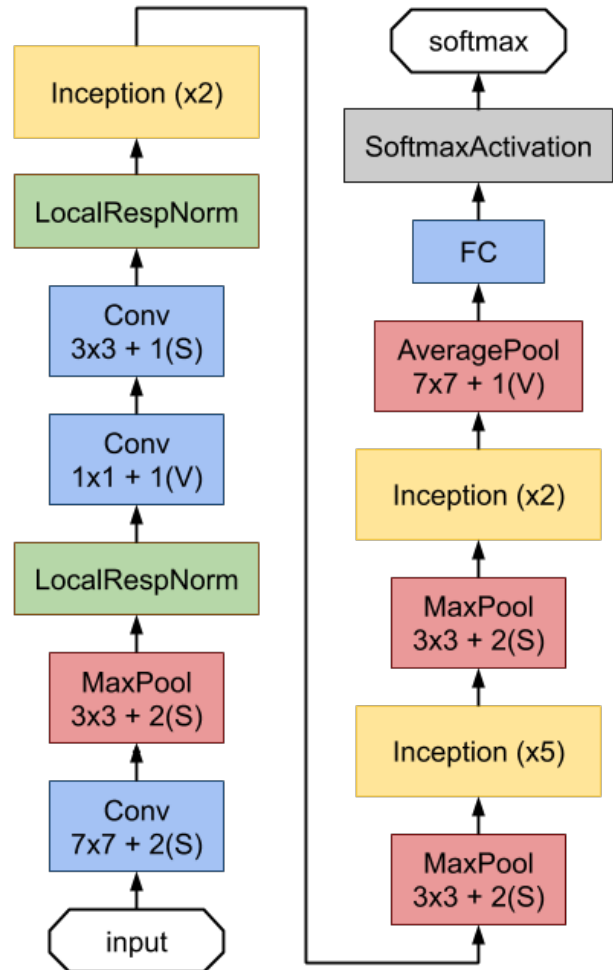 Inception (x2)
LocalRespNorm
Conv
3x3 + 1(S)
Conv
1x1 + 1(V)
LocalRespNorm
MaxPool
3x3 + 2(S)
Conv
7x7 + 2(S)
input
softmax
SoftmaxActivation
FC
AveragePool
7x7 + 1(V)
Inception (x2)
MaxPool
3x3 + 2(S)
Inception (x5)
MaxPool
3x3 + 2(S)